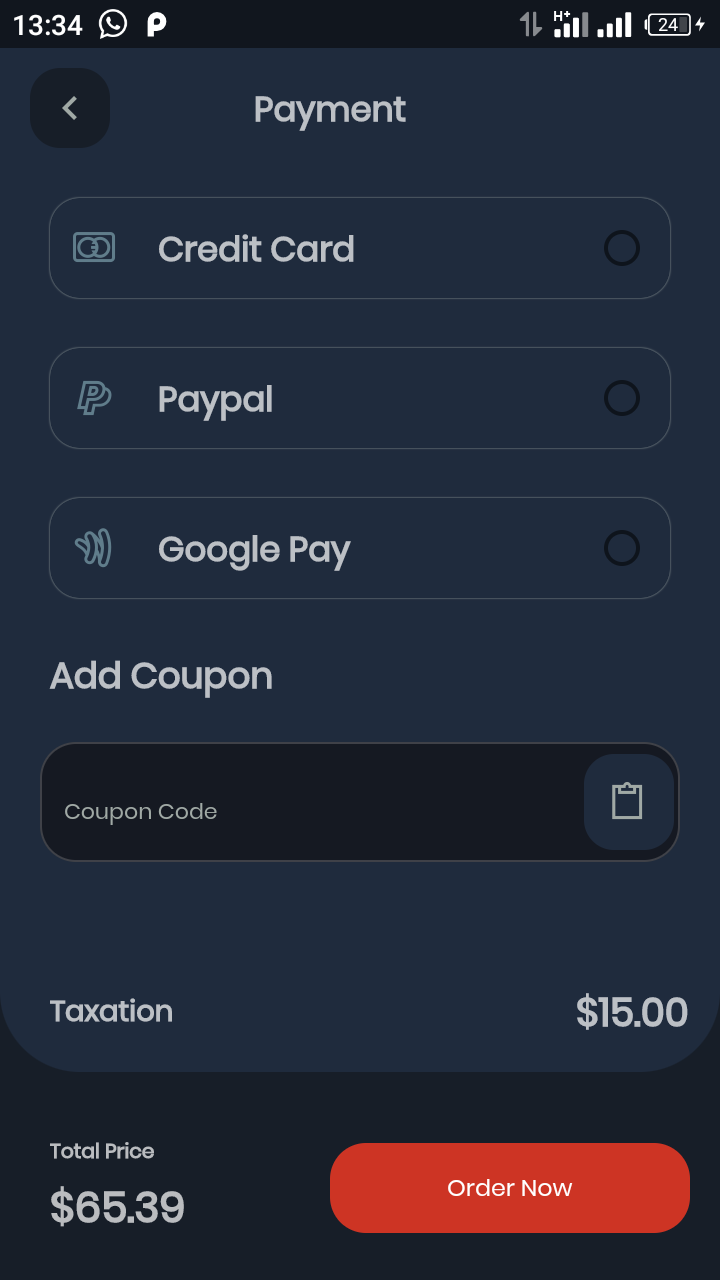 13:34 H+ 24
Payment
Credit Card
Paypal
Google Pay
Add Coupon
Coupon Code
Taxation $15.00
Total Price
$65.39
Order Now